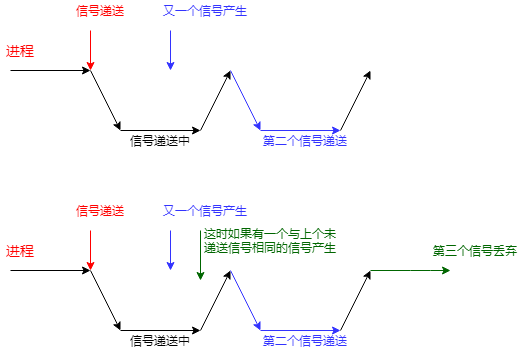 信号递送
又一个信号产生
进程
信号递送中
第二个信号递送
信号递送
又一个信号产生
这时如果有一个与上个未
递送信号相同的信号产生
进程
第三个信号丢弃
信号递送中
第二个信号递送